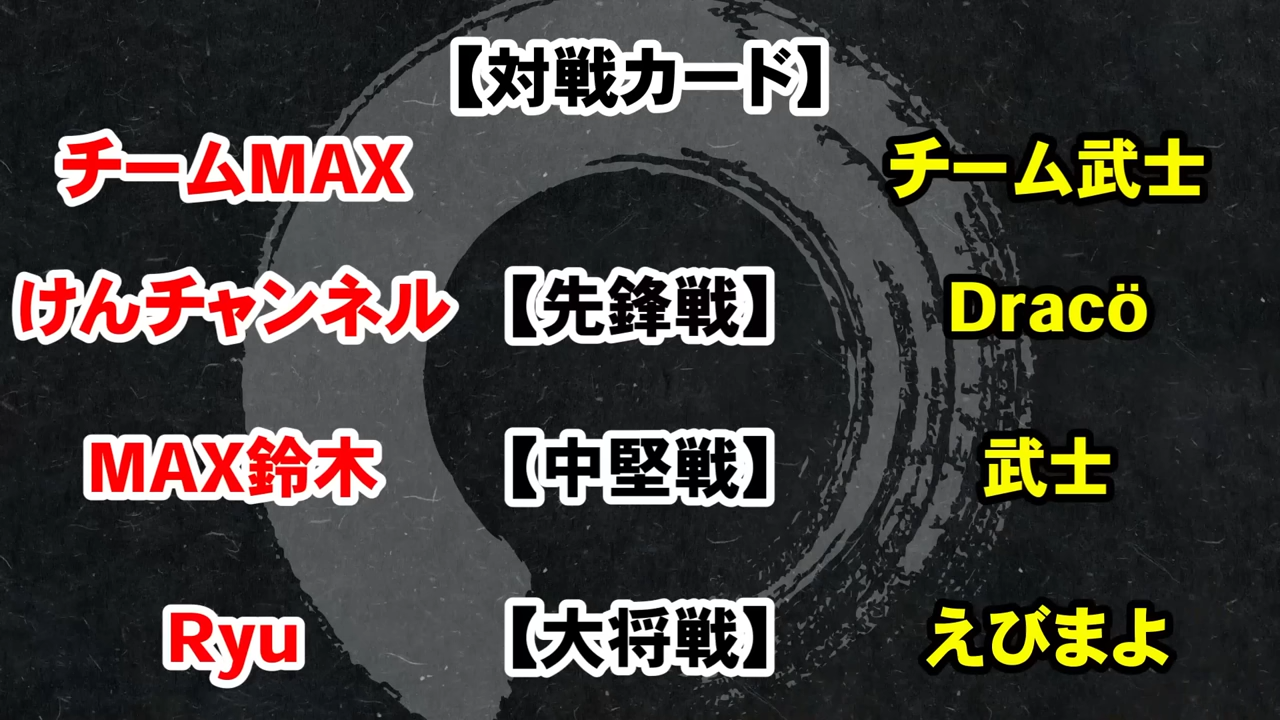 【対戦カード】
チームMAX
チーム武士
けんチャンネル
【先鋒戦】
Dracö
MAX鈴木
【中堅戦】
武士
Ryu
【大将戦】
えびまよ